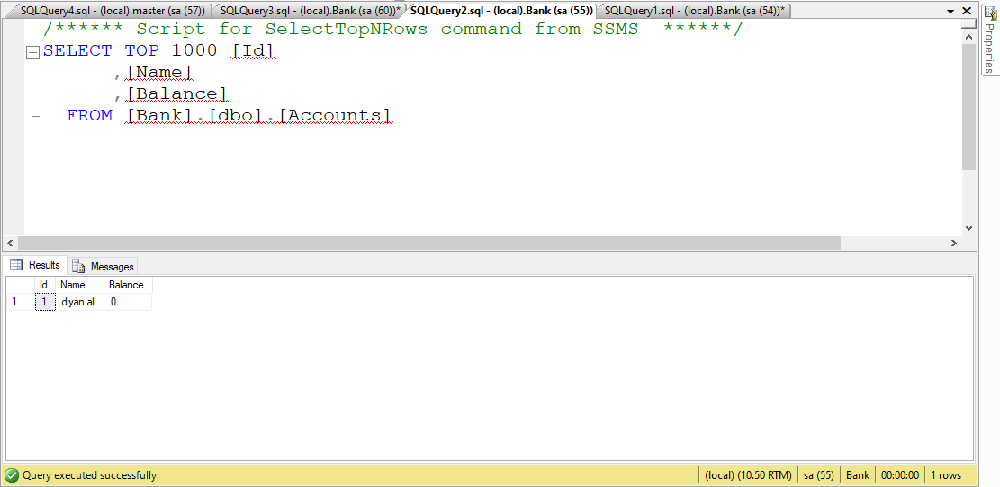 SQLQuery4.sql - (local).master (sa (57)) SQLQuery3.sql - (local).Bank (sa (60))* SQLQuery2.sql - (local).Bank (sa (55)) SQLQuery1.sql - (local).Bank (sa (54))*
Properties
/****** Script for SelectTopNRows command from SSMS  ******/
SELECT TOP 1000 [Id]
,[Name]
,[Balance]
FROM [Bank].[dbo].[Accounts]
Results Messages
Id Name Balance
1 1 diyan ali 0
Query executed successfully. (local) (10.50 RTM) sa (55) Bank 00:00:00 1 rows